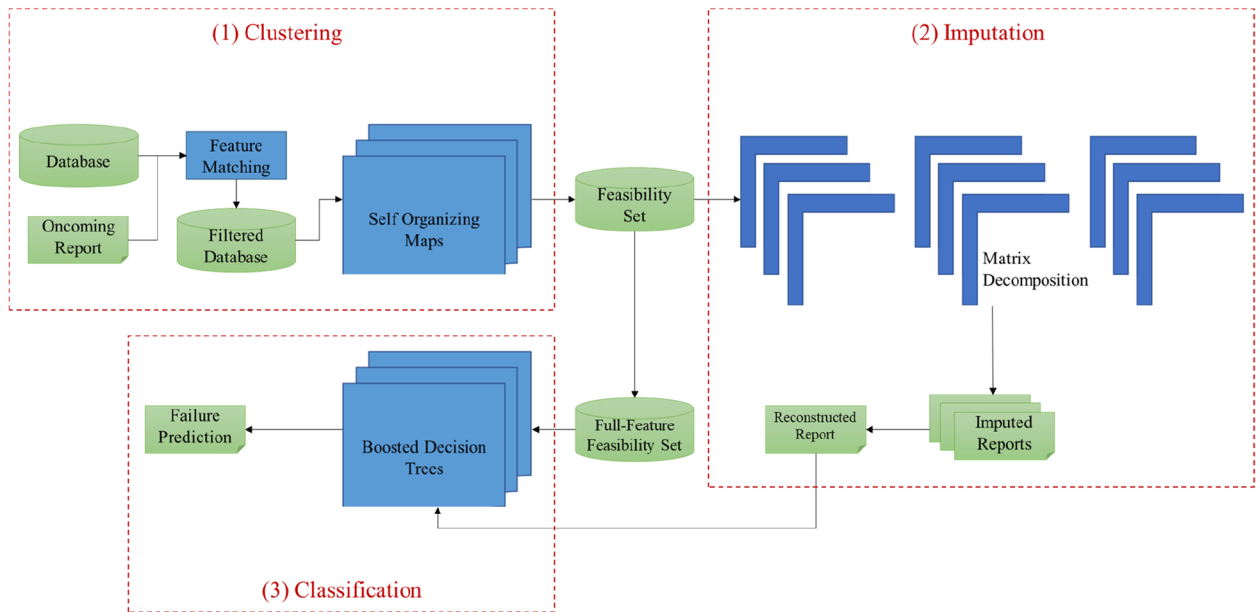 (1) Clustering
(2) Imputation
Database
Feature
Matching
Oncoming
Report
Filtered
Database
Self Organizing
Maps
Feasibility
Set
Matrix
Decomposition
Failure
Prediction
Boosted Decision
Trees
Full-Feature
Feasibility Set
Reconstructed
Report
Imputed
Reports
(3) Classification